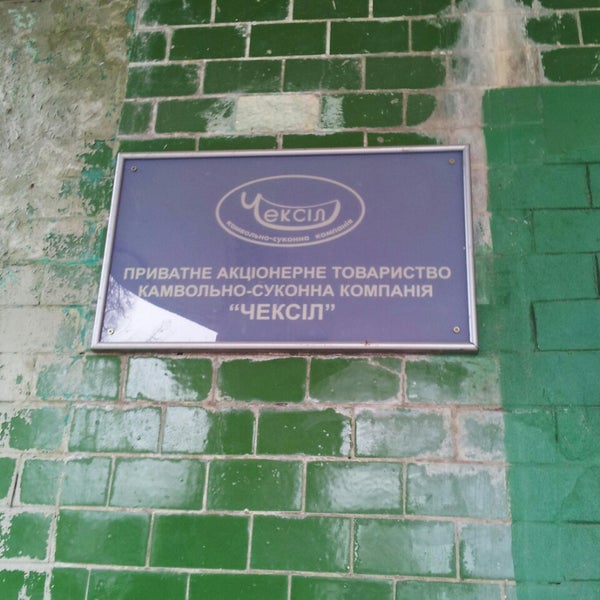 Чексіл
камвольно-суконна компанія
ПРИВАТНЕ АКЦІОНЕРНЕ ТОВАРИСТВО
КАМВОЛЬНО-СУКОННА КОМПАНІЯ
“ЧЕКСІЛ”